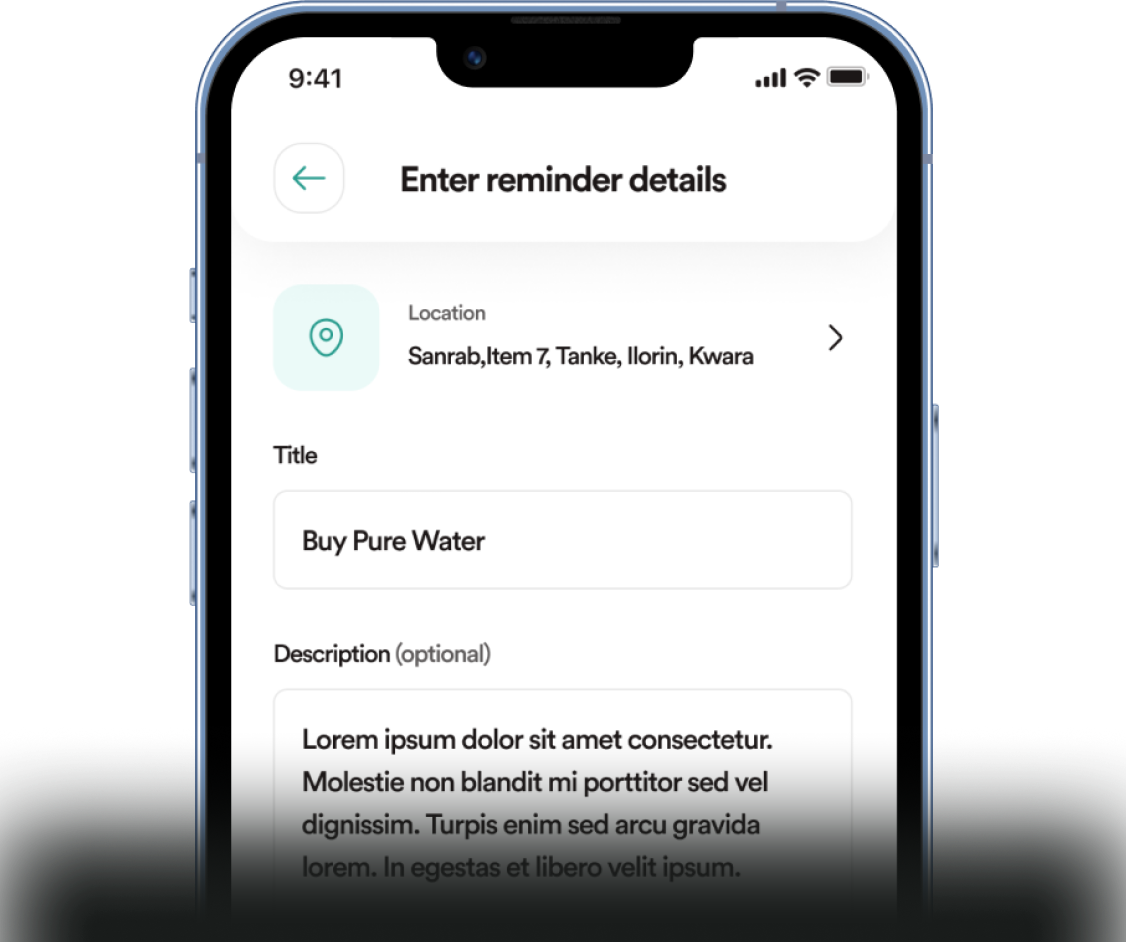 9:41
Enter reminder details
Location
Sanrab,Item 7, Tanke, Ilorin, Kwara
Title
Buy Pure Water
Description (optional)
Lorem ipsum dolor sit amet consectetur.
Molestie non blandit mi porttitor sed vel
dignissim. Turpis enim sed arcu gravida
lorem. In egestas et libero velit ipsum.